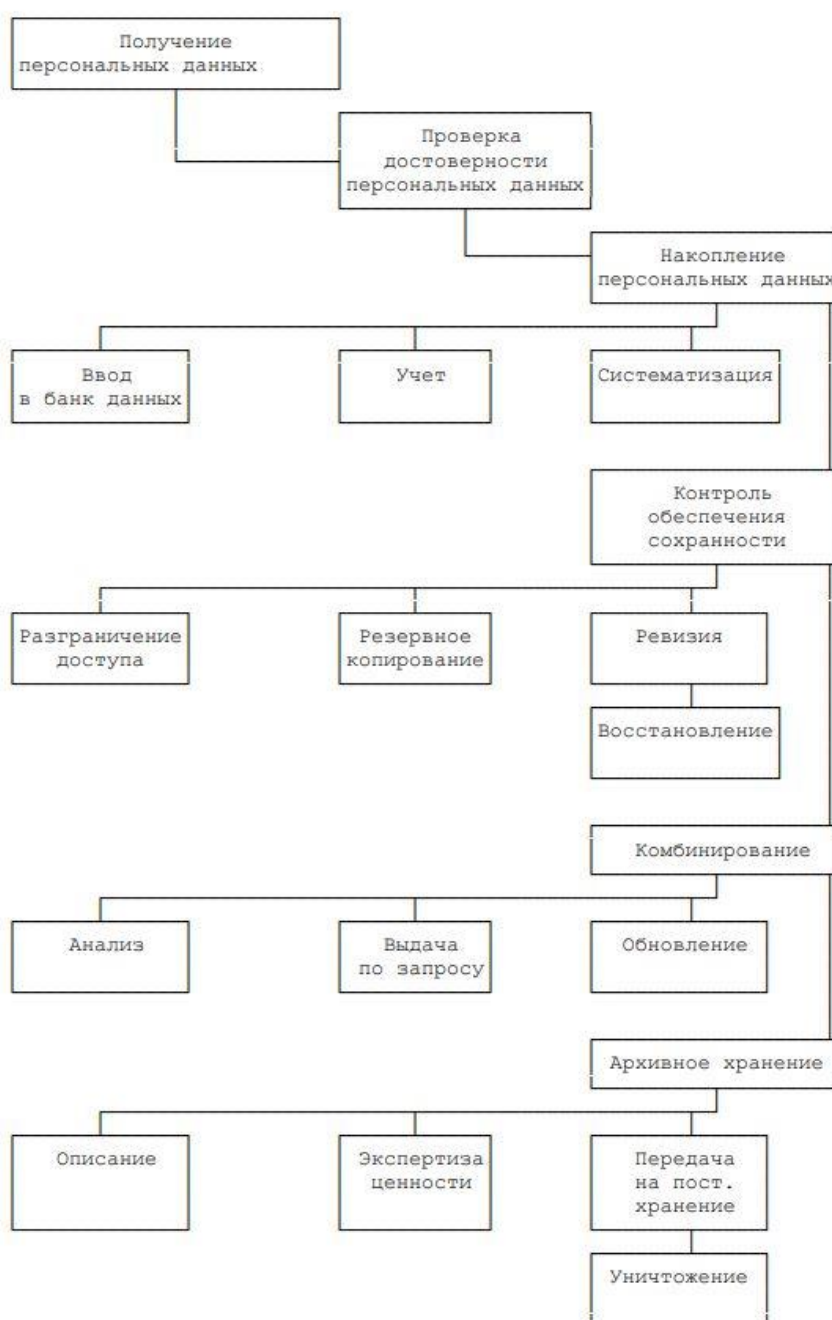 Получение
персональных данных
Проверка
достоверности
персональных данных
Накопление
персональных данных
Ввод
в банк данных
Учет
Систематизация
Контроль
обеспечения
сохранности
Разграничение
доступа
Резервное
копирование
Ревизия
Восстановление
Комбинирование
Анализ
Выдача
по запросу
Обновление
Архивное хранение
Описание
Экспертиза
ценности
Передача
на пост.
хранение
Уничтожение